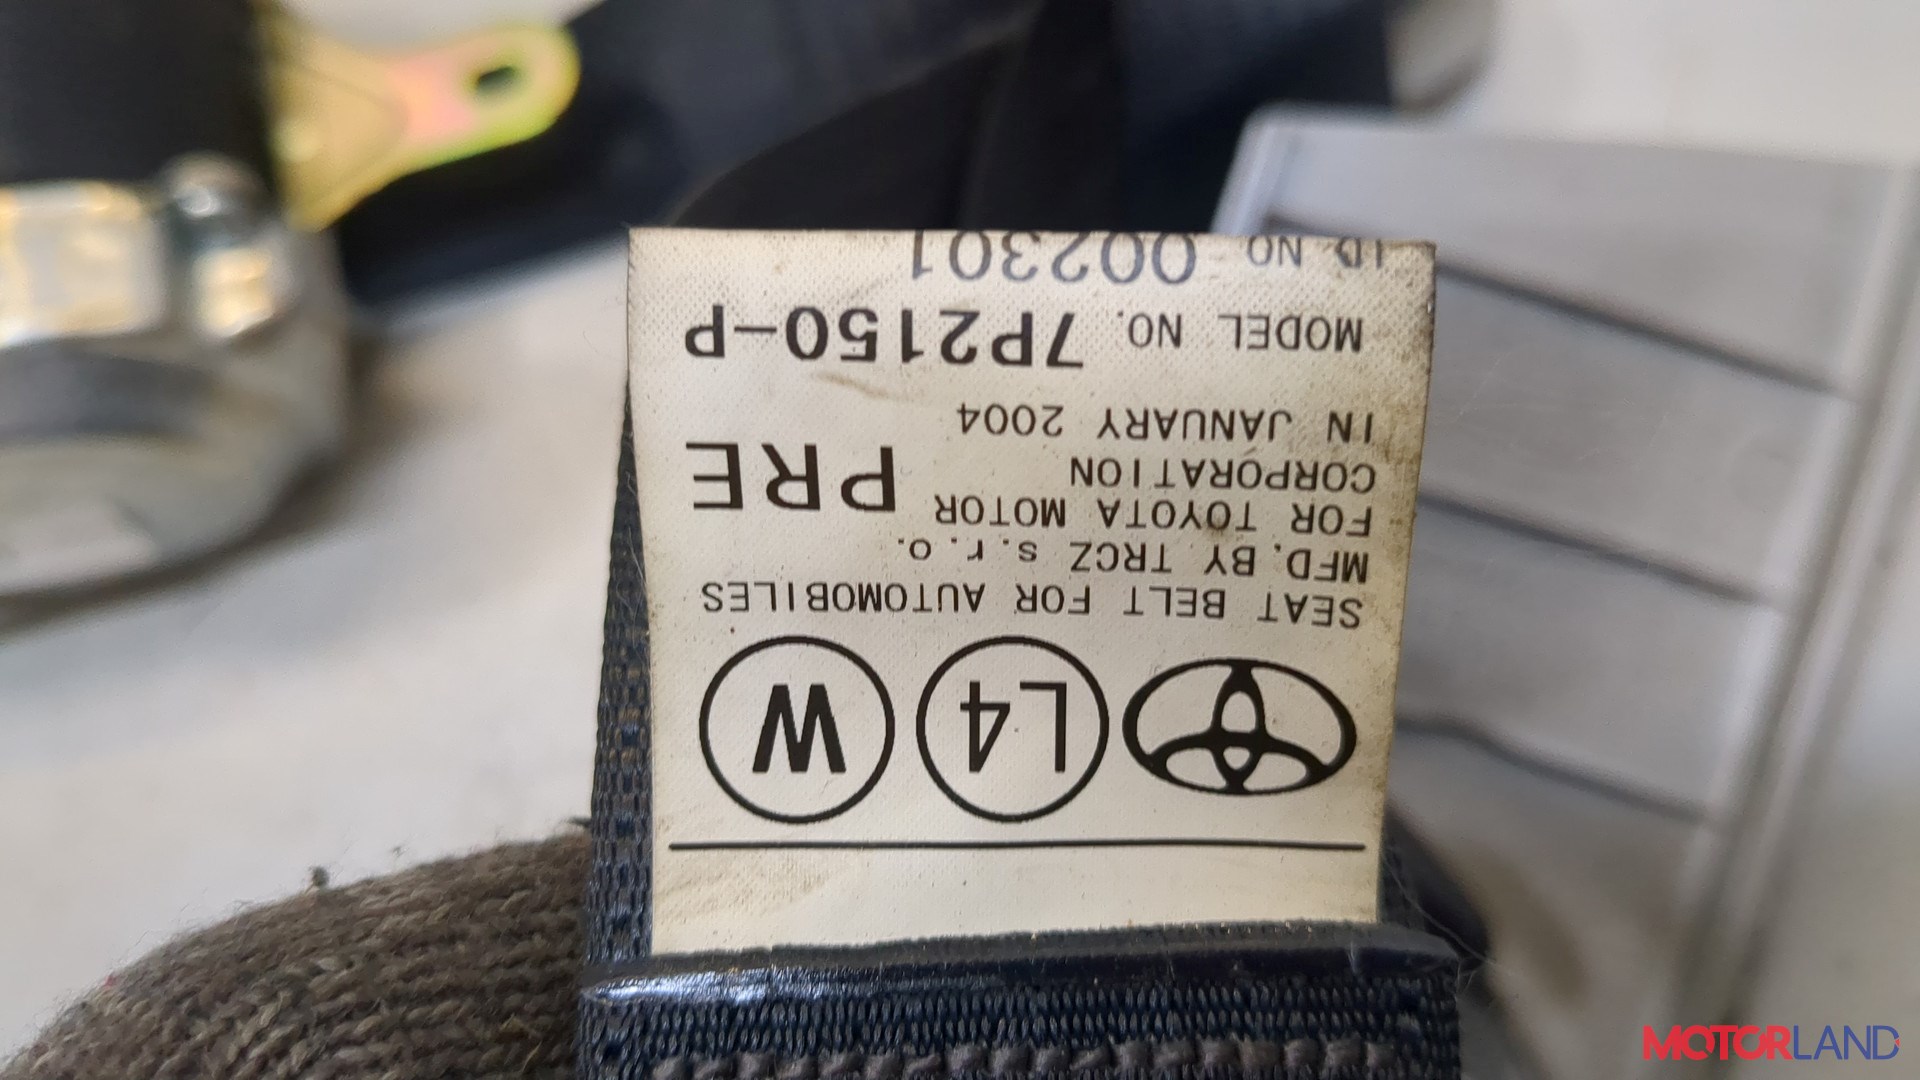 W L4
SEAT BELT FOR AUTOMOBILES
MFD. BY TRCZ s.r.o.
FOR TOYOTA MOTOR
CORPORATION
PRE
IN JANUARY 2004
MODEL NO. 7P2150-P
ID NO 002301
MOTORLAND